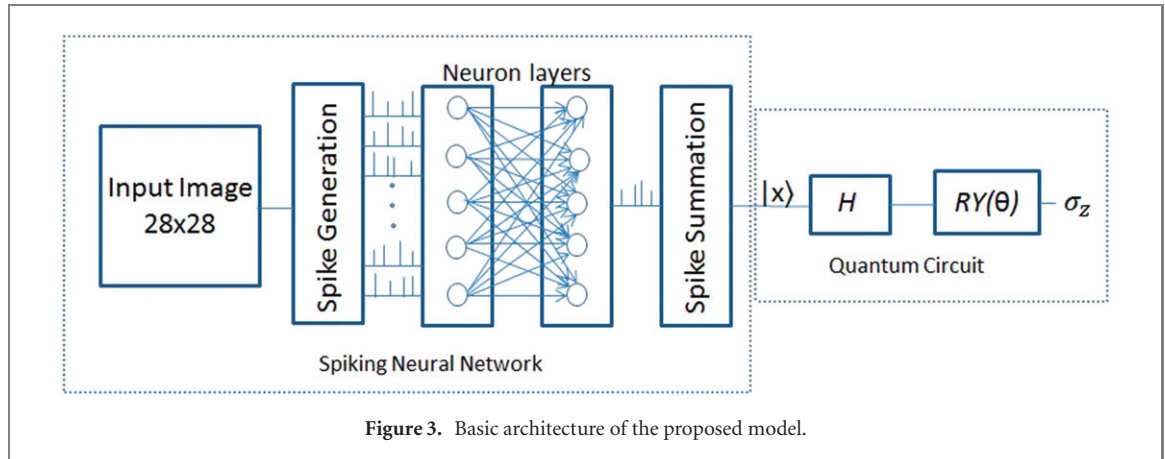 Neuron layers
Input Image
28x28
Spike Generation
Spike Summation
|x⟩
H
RY(θ)
σz
Quantum Circuit
Spiking Neural Network
Figure 3. Basic architecture of the proposed model.